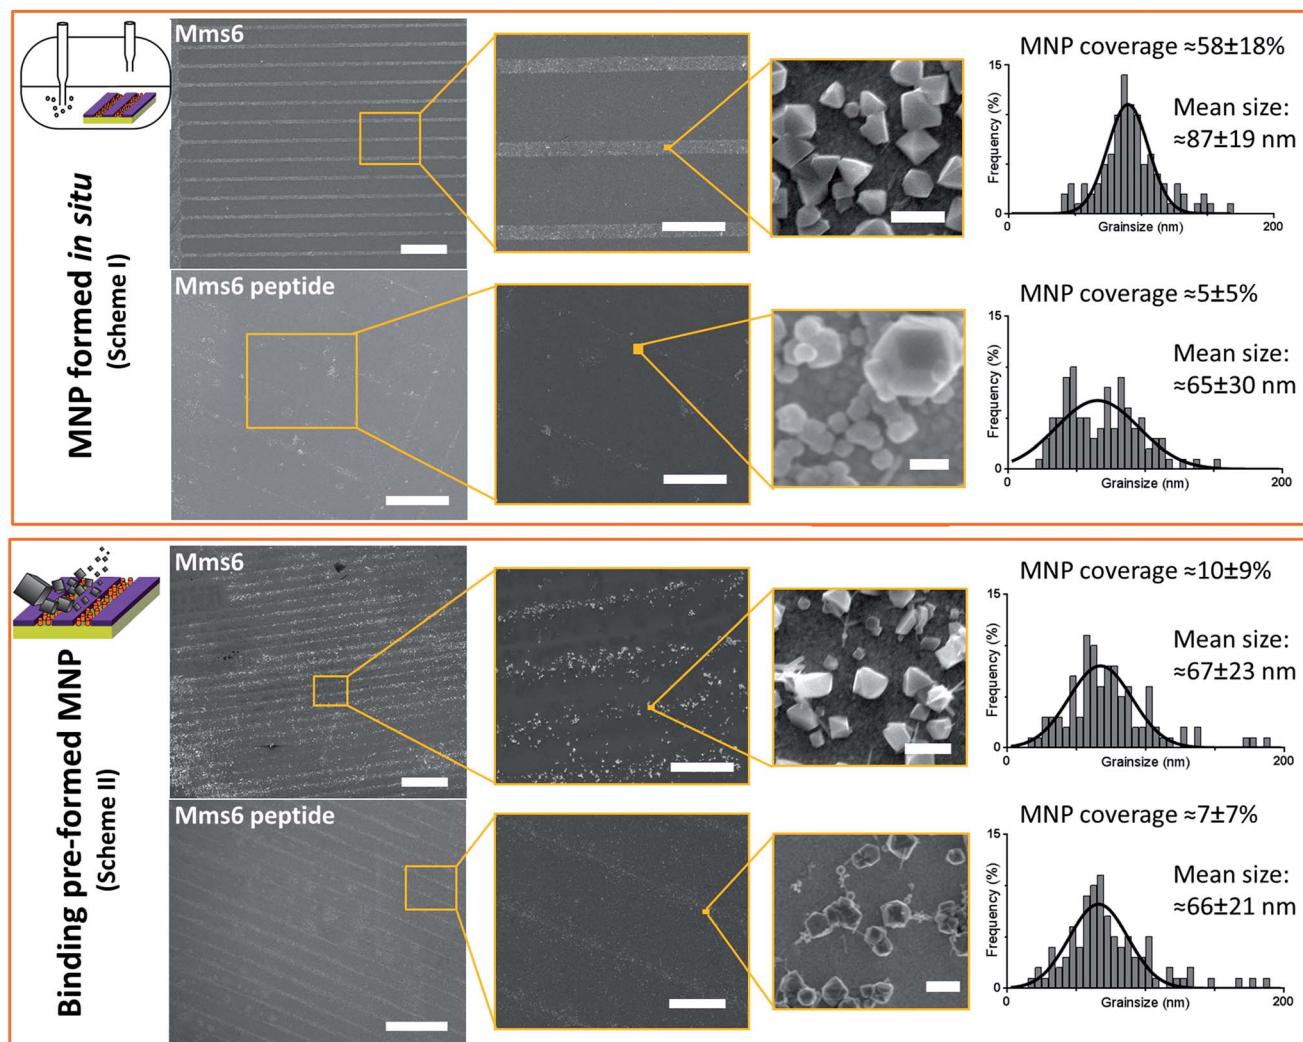 MNP formed in situ
(Scheme I)
Mms6
MNP coverage ≈58±18%
Mean size:
≈87±19 nm
15
Frequency (%)
0
0
Grainsize (nm)
200
Mms6 peptide
MNP coverage ≈5±5%
Mean size:
≈65±30 nm
15
Frequency (%)
0
0
Grainsize (nm)
200
Binding pre-formed MNP
(Scheme II)
Mms6
MNP coverage ≈10±9%
Mean size:
≈67±23 nm
15
Frequency (%)
0
0
Grainsize (nm)
200
Mms6 peptide
MNP coverage ≈7±7%
Mean size:
≈66±21 nm
15
Frequency (%)
0
0
Grainsize (nm)
200